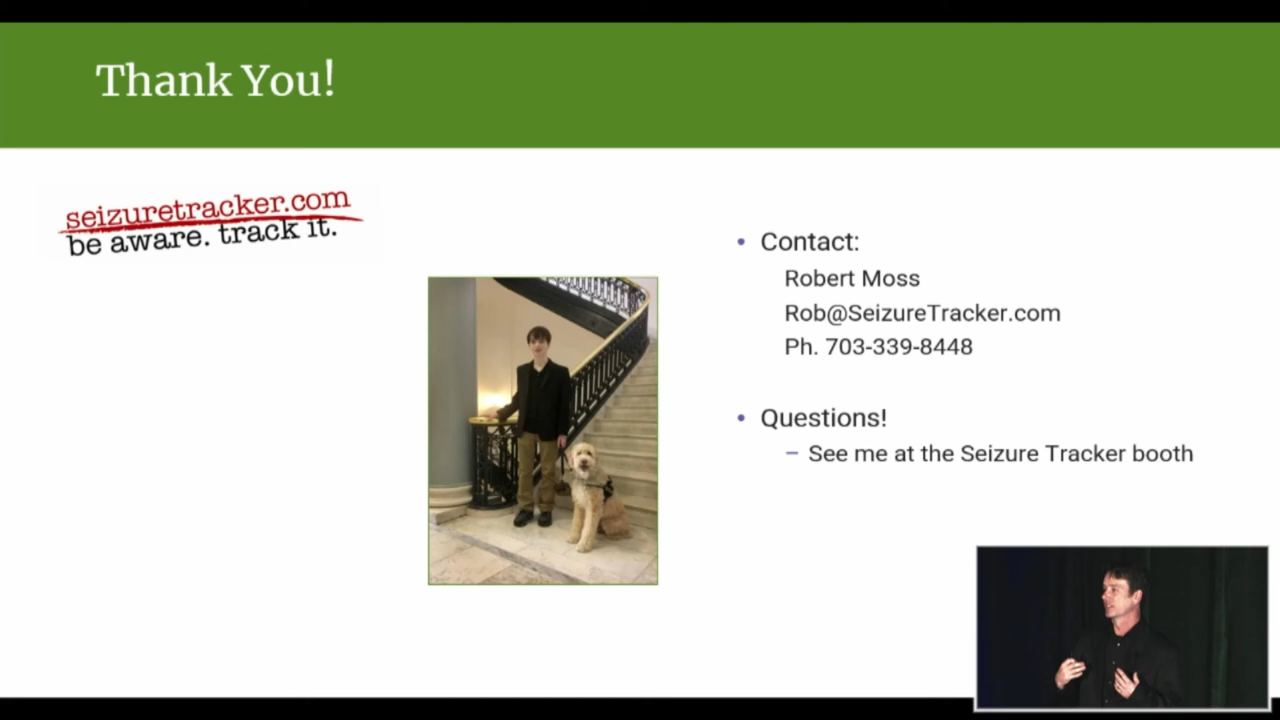 Thank You!
seizuretracker.com
be aware. track it.
• Contact:
Robert Moss
Rob@SeizureTracker.com
Ph. 703-339-8448
• Questions!
– See me at the Seizure Tracker booth